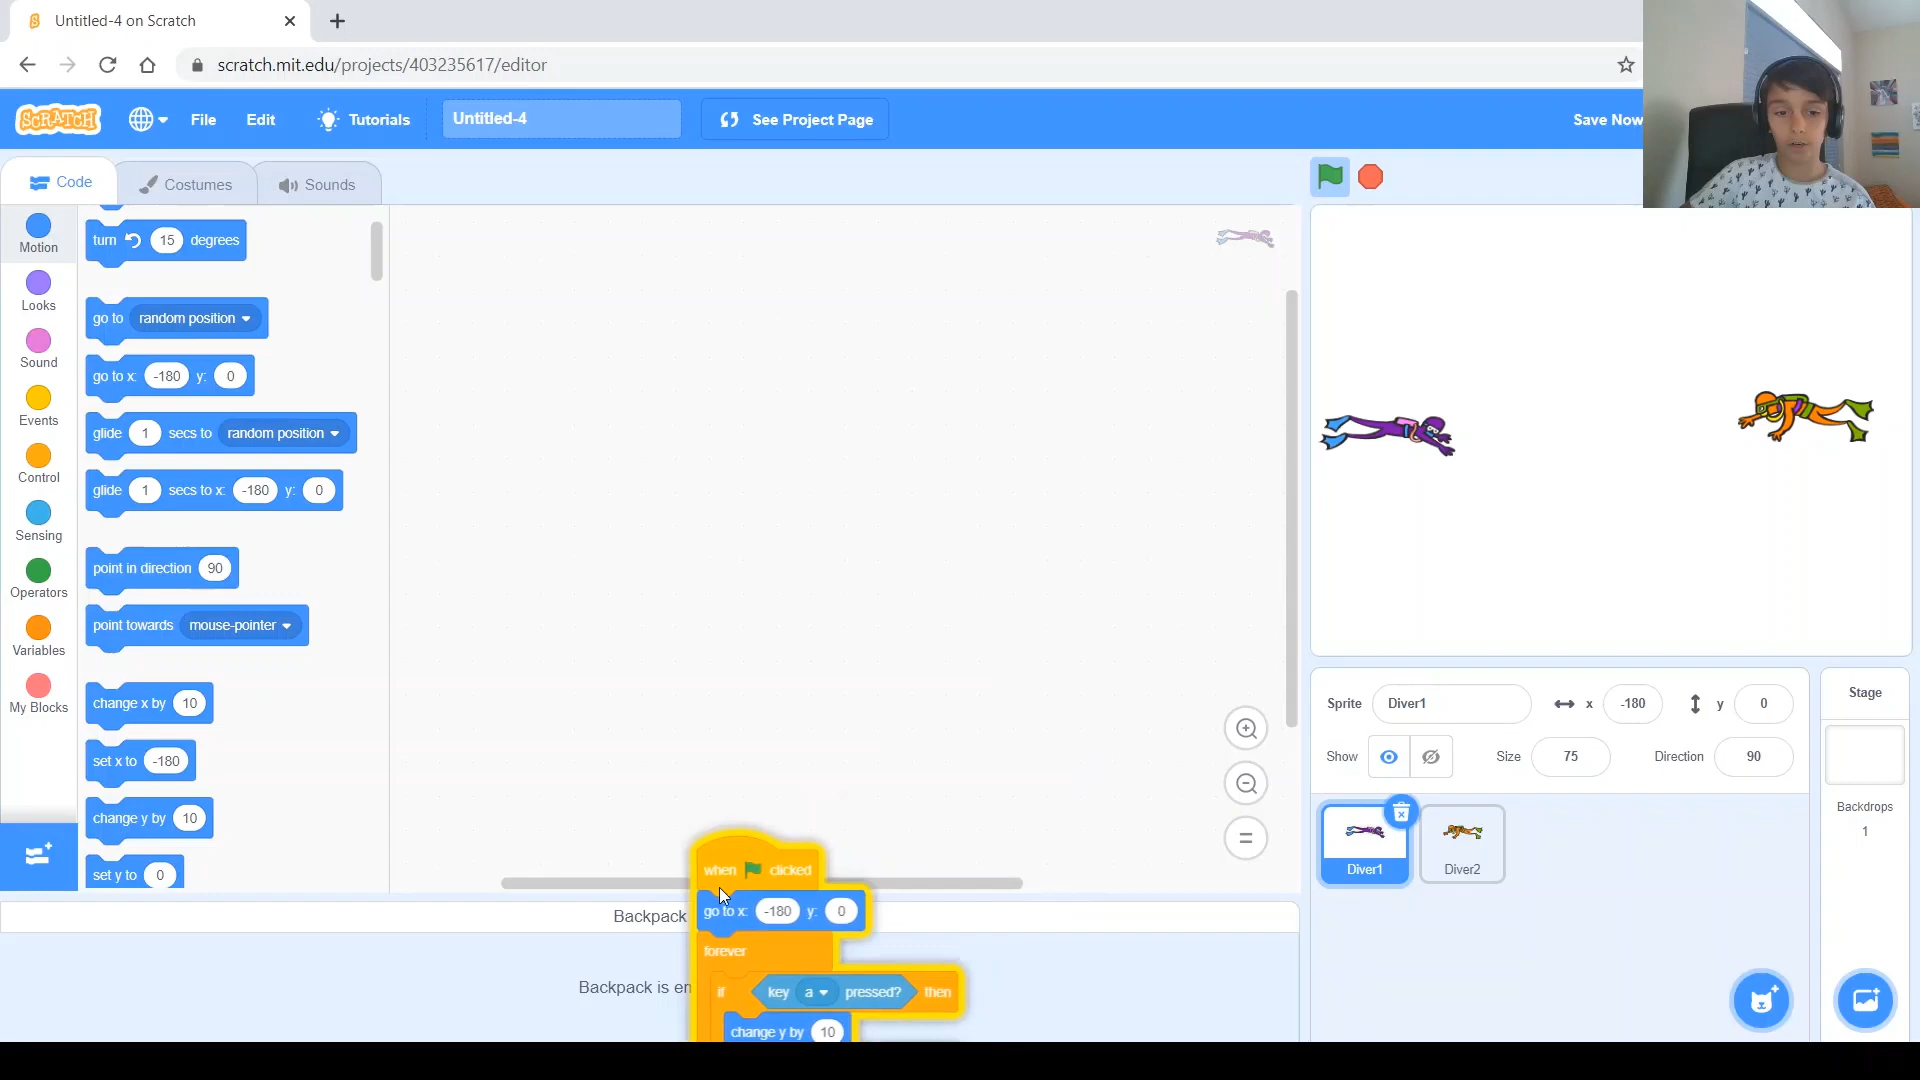 Untitled-4 on Scratch
scratch.mit.edu/projects/403235617/editor
SCRATCH
File
Edit
Tutorials
Untitled-4
See Project Page
Save Now
Code
Costumes
Sounds
Motion
Looks
Sound
Events
Control
Sensing
Operators
Variables
My Blocks
turn 15 degrees
go to random position
go to x: -180 y: 0
glide 1 secs to random position
glide 1 secs to x: -180 y: 0
point in direction 90
point towards mouse-pointer
change x by 10
set x to -180
change y by 10
set y to 0
when clicked
go to x: -180 y: 0
forever
if key a pressed? then
change y by 10
Backpack
Backpack is
Sprite Diver1 x -180 y 0
Show Size 75 Direction 90
Diver1
Diver2
Stage
Backdrops
1